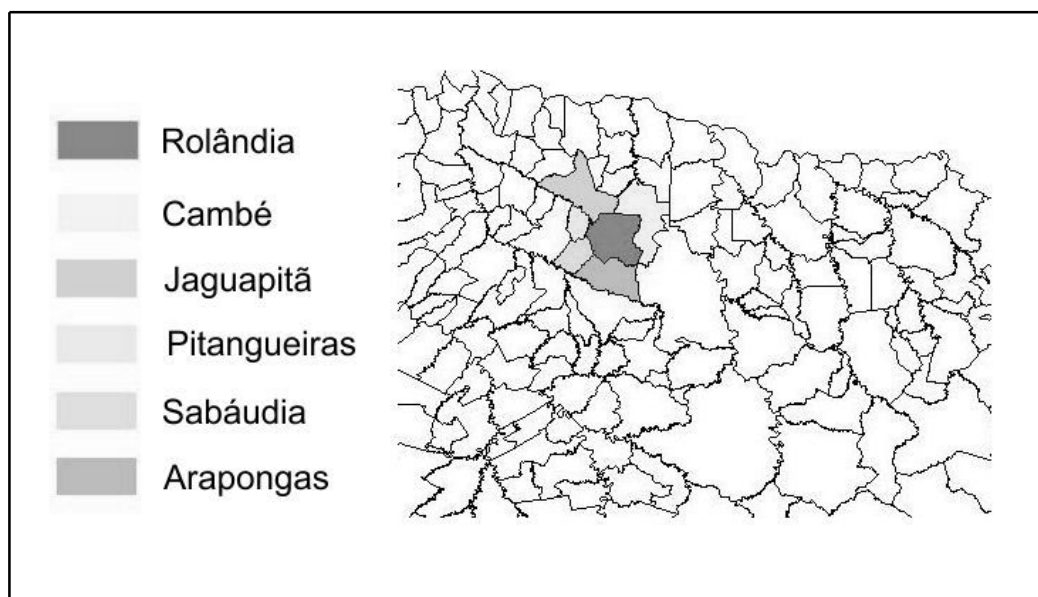 Rolândia
Cambé
Jaguapitã
Pitangueiras
Sabáudia
Arapongas